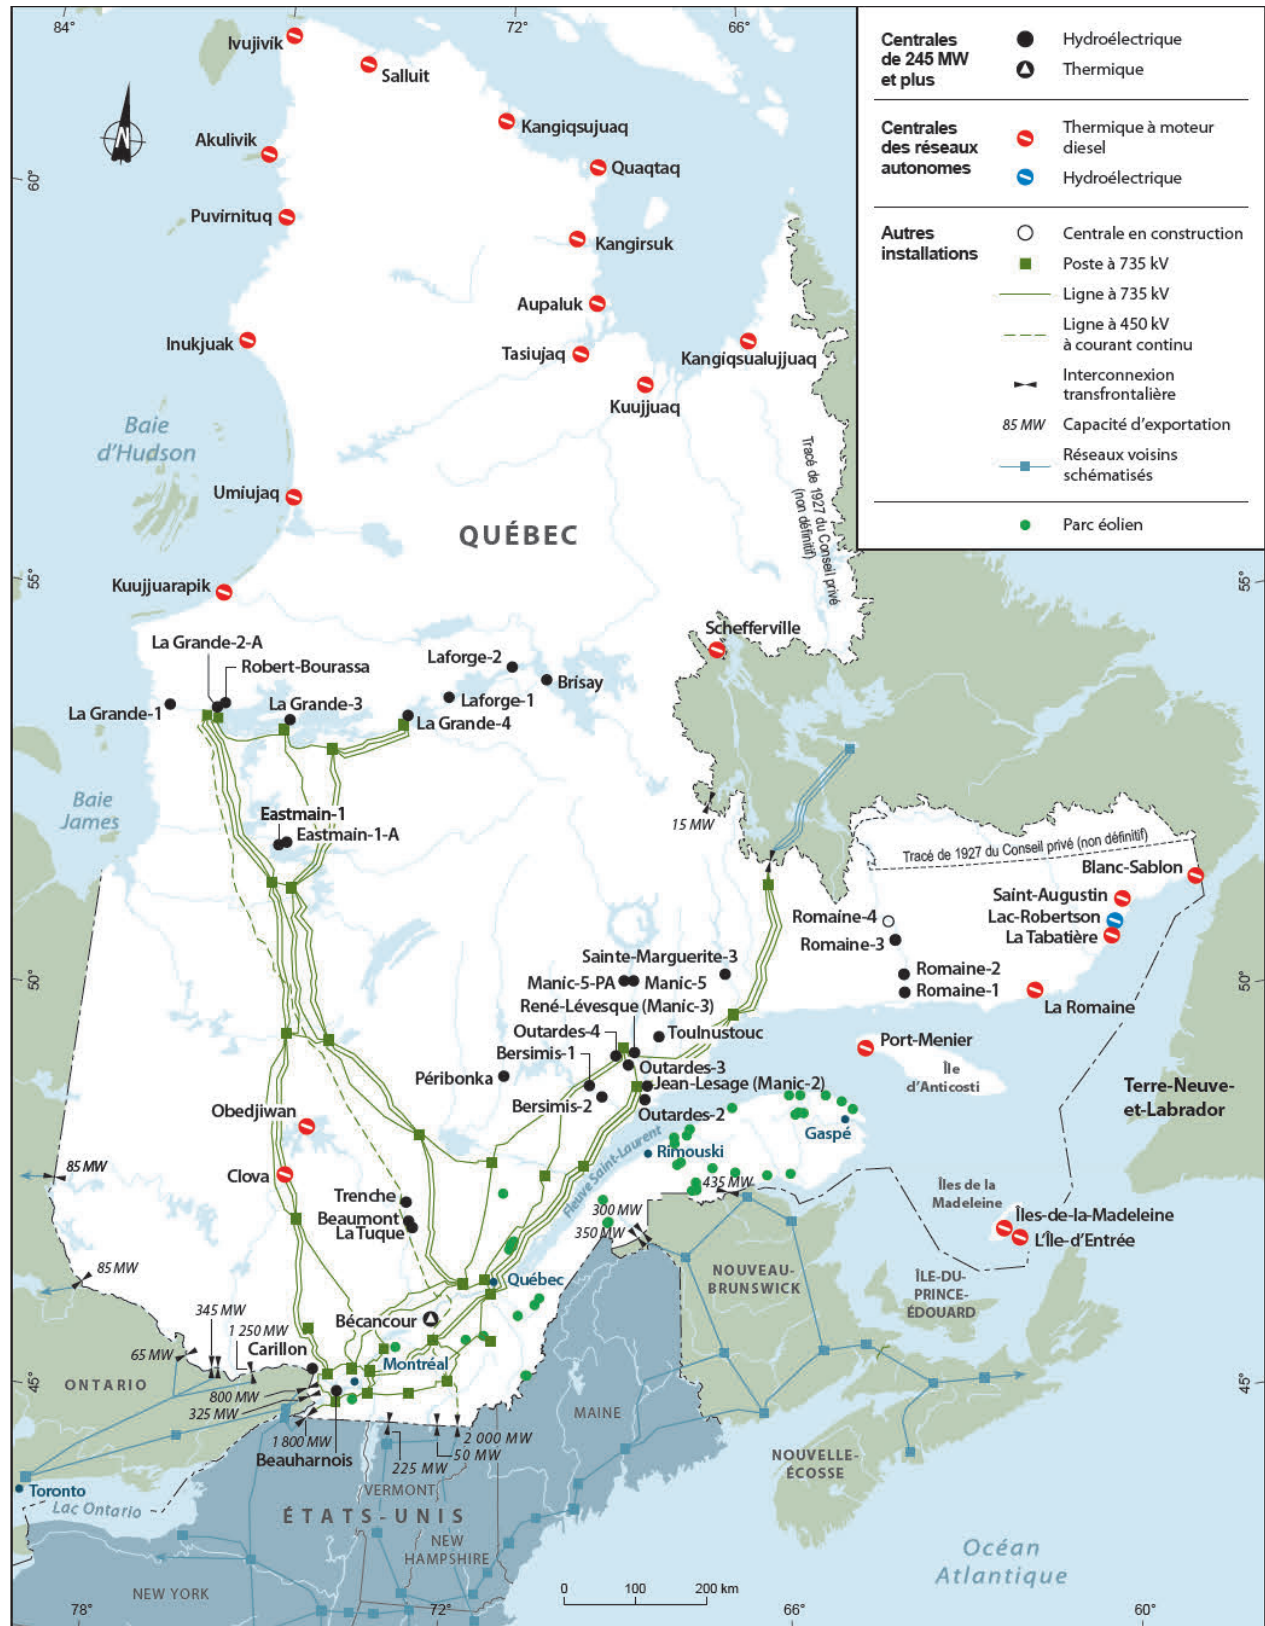 84°
72°
66°
Ivujivik
Salluit
Kangiqsujuaq
Akulivik
Quaqtaq
60°
Puvirnituq
Kangirsuk
Aupaluk
Inukjuak
Tasiujaq
Kangiqsualujjuaq
Kuujjuaq
Baie
d'Hudson
Umiujaq
QUÉBEC
Tracé de 1927 du Conseil privé
(non définitif)
Centrales
de 245 MW
et plus
Hydroélectrique
Thermique
Centrales
des réseaux
autonomes
Thermique à moteur
diesel
Hydroélectrique
Autres
installations
Centrale en construction
Poste à 735 kV
Ligne à 735 kV
Ligne à 450 kV
à courant continu
Interconnexion
transfrontalière
85 MW
Capacité d'exportation
Réseaux voisins
schématisés
Parc éolien
55°
55°
Kuujjuarapik
La Grande-2-A
Robert-Bourassa
Schefferville
Laforge-2
Brisay
La Grande-1
La Grande-3
Laforge-1
La Grande-4
Baie
James
Eastmain-1
Eastmain-1-A
15 MW
Tracé de 1927 du Conseil privé (non définitif)
Blanc-Sablon
Saint-Augustin
Lac-Robertson
La Tabatière
Romaine-4
Romaine-3
Romaine-2
Romaine-1
La Romaine
50°
50°
Sainte-Marguerite-3
Manic-5-PA
Manic-5
René-Lévesque (Manic-3)
Outardes-4
Toulnustouc
Bersimis-1
Outardes-3
Péribonka
Jean-Lesage (Manic-2)
Bersimis-2
Outardes-2
Port-Menier
Île
d'Anticosti
Terre-Neuve-
et-Labrador
Obedjiwan
Gaspé
Rimouski
Fleuve Saint-Laurent
85 MW
Clova
435 MW
Îles de la
Madeleine
Trenche
Beaumont
La Tuque
300 MW
350 MW
Îles-de-la-Madeleine
L'Île-d'Entrée
85 MW
Québec
NOUVEAU-
BRUNSWICK
ÎLE-DU-
PRINCE-
ÉDOUARD
345 MW
1 250 MW
Bécancour
65 MW
Carillon
Montréal
ONTARIO
45°
45°
800 MW
325 MW
1 800 MW
Beauharnois
2 000 MW
50 MW
225 MW
MAINE
NOUVELLE-
ÉCOSSE
Toronto
Lac Ontario
VERMONT
ÉTATS-UNIS
NEW
HAMPSHIRE
NEW YORK
Océan
Atlantique
0
100
200 km
78°
72°
66°
60°
N